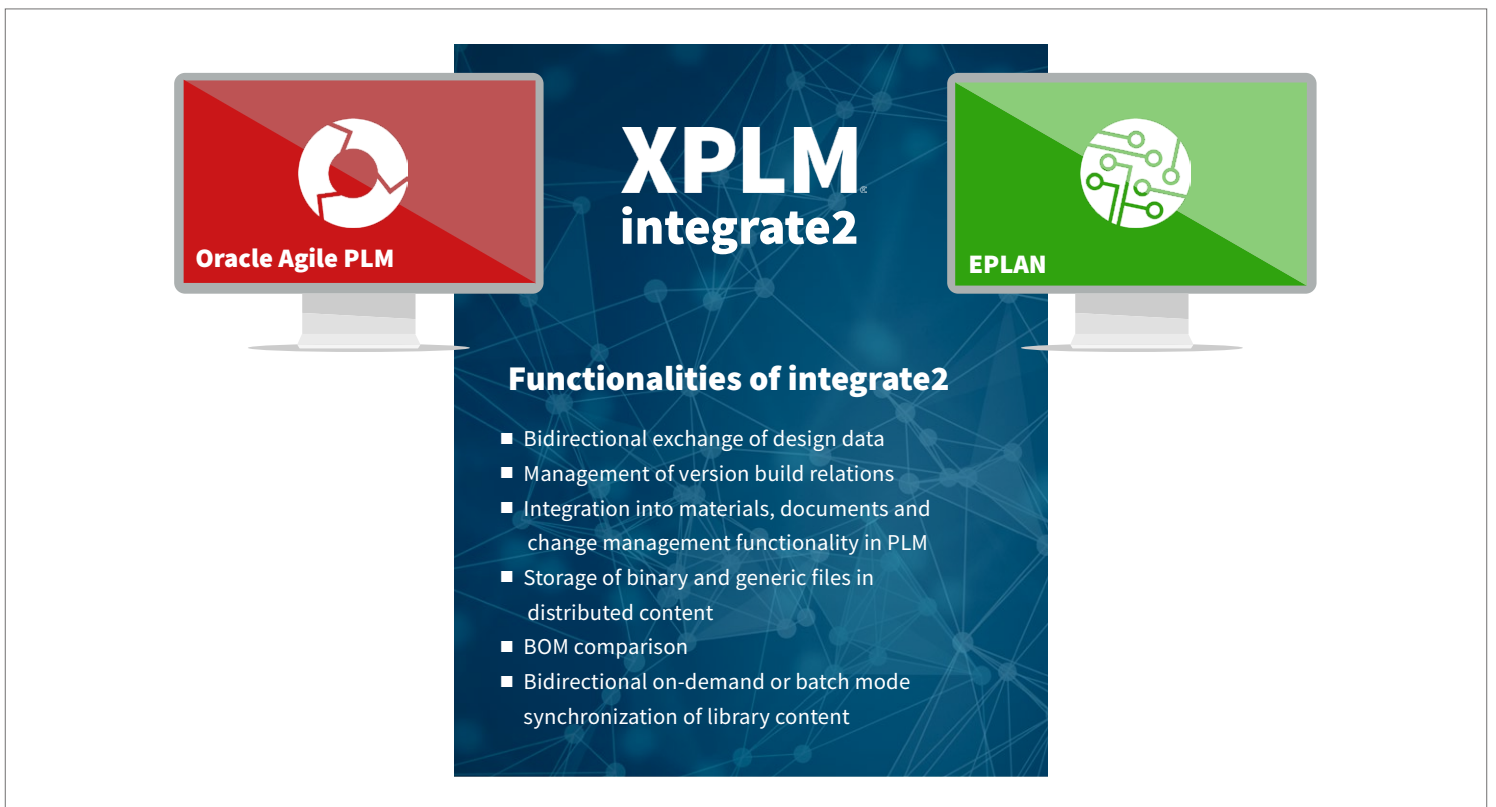 XPLM
integrate2
Oracle Agile PLM
EPLAN
Functionalities of integrate2
■ Bidirectional exchange of design data
■ Management of version build relations
■ Integration into materials, documents and
change management functionality in PLM
■ Storage of binary and generic files in
distributed content
■ BOM comparison
■ Bidirectional on-demand or batch mode
synchronization of library content